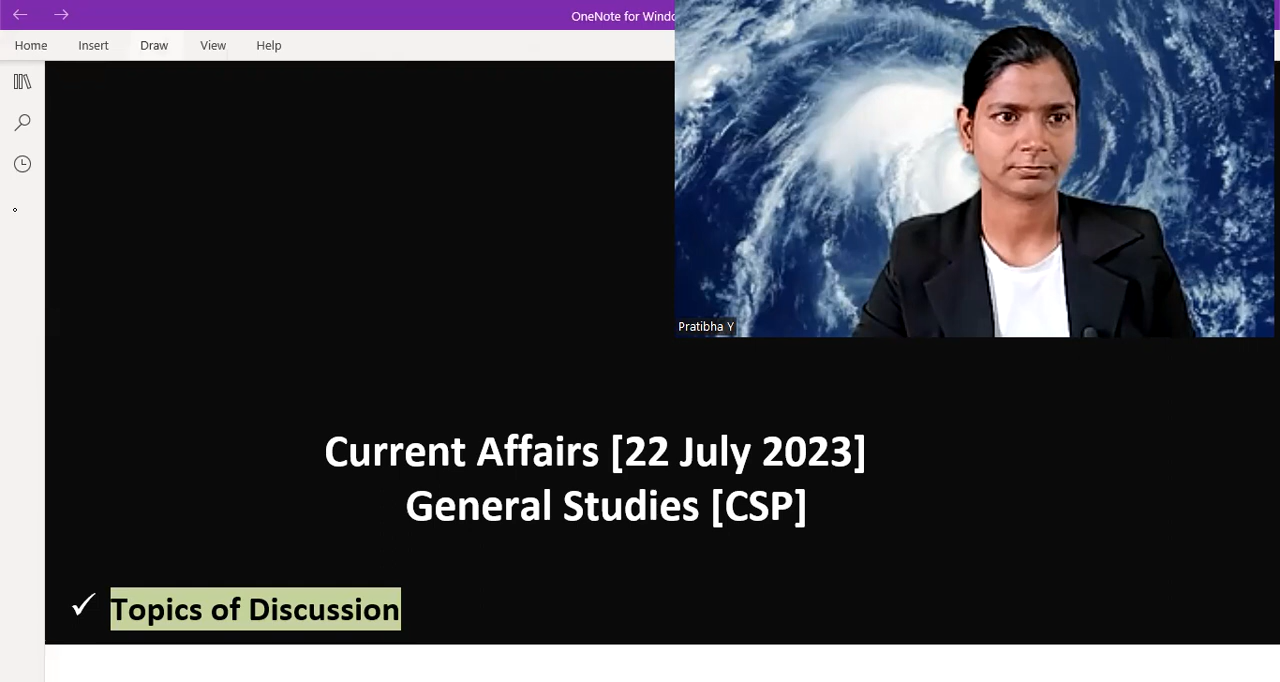 OneNote for Windo
Home Insert Draw View Help
Pratibha Y
Current Affairs [22 July 2023]
General Studies [CSP]
✓ Topics of Discussion